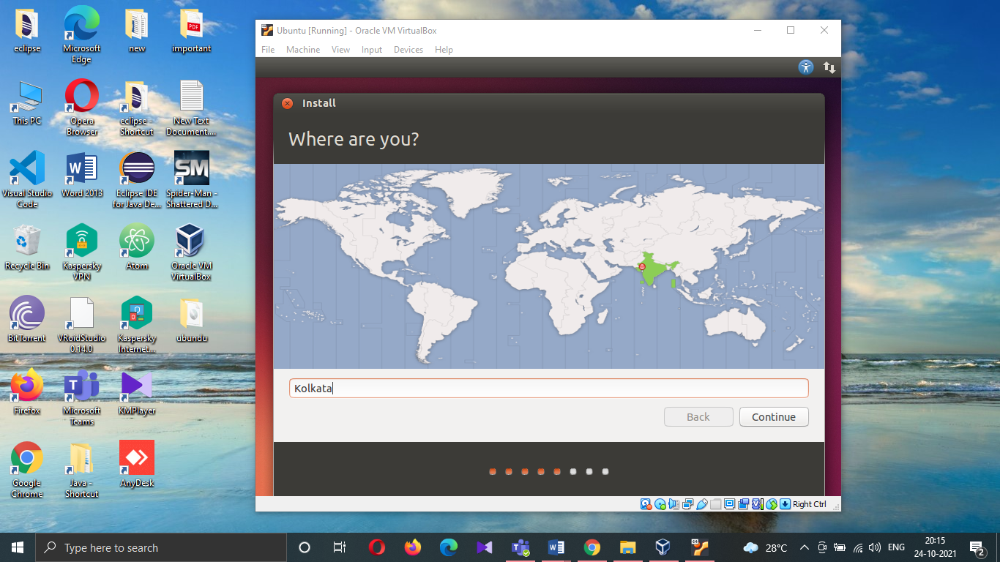 eclipse
Microsoft
Edge
new
important
This PC
Opera
Browser
eclipse -
Shortcut
New Text
Document....
Visual Studio
Code
Word 2013
Eclipse IDE
for Java De...
SM
Spider-Man -
Shattered D...
Recycle Bin
Kaspersky
VPN
Atom
Oracle VM
VirtualBox
BitTorrent
VRoidStudio
0.14.0
Kaspersky
Internet...
ubundu
Firefox
Microsoft
Teams
KMPlayer
Google
Chrome
Java -
Shortcut
AnyDesk
PDF
Ubuntu [Running] - Oracle VM VirtualBox
File Machine View Input Devices Help
Install
Where are you?
Kolkata
Back Continue
Right Ctrl
Type here to search
28°C
ENG
20:15
24-10-2021
2